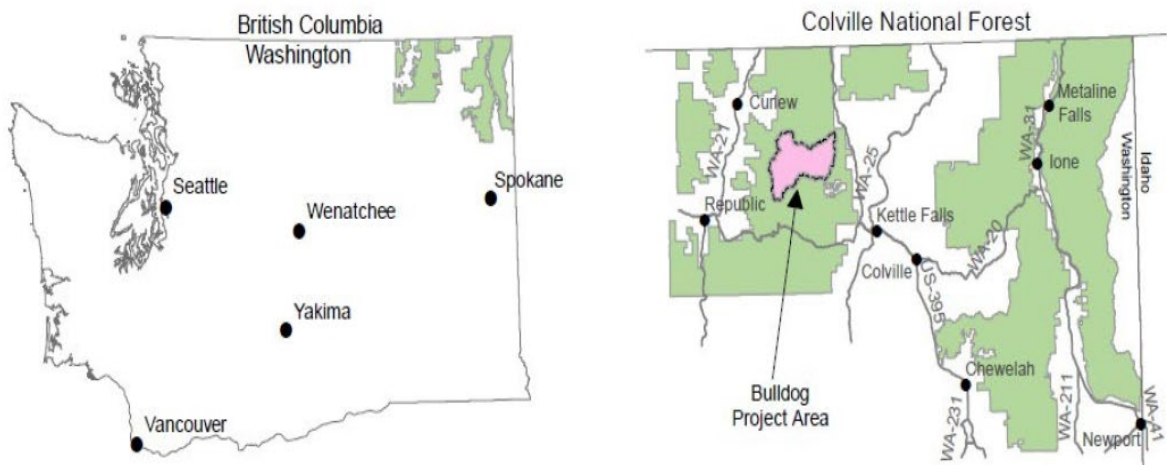 British Columbia
Washington
Seattle
Spokane
Wenatchee
Yakima
Vancouver
Colville National Forest
Curlew
Metaline
Falls
WA-21
WA-31
Idaho
Washington
Ione
WA-25
Republic
Kettle Falls
WA-20
Colville
US-395
Chewelah
Bulldog
Project Area
WA-231
WA-211
WA-41
Newport